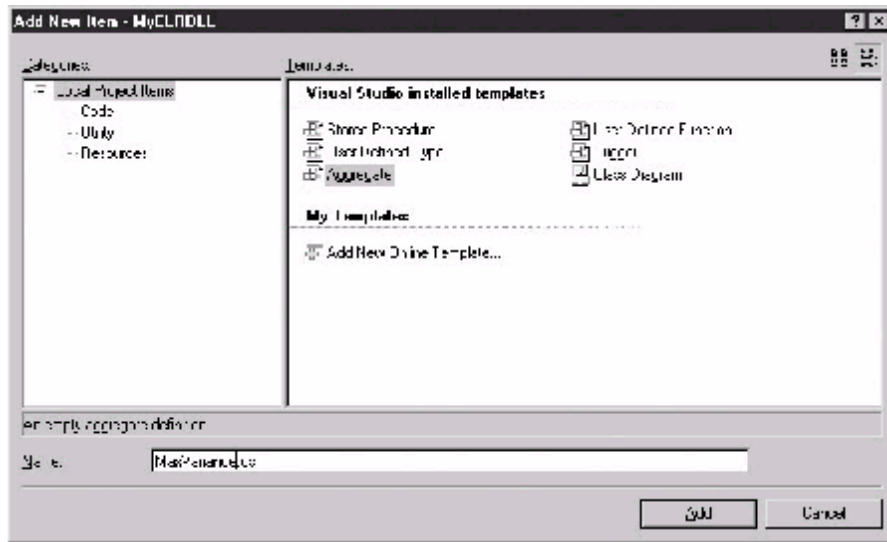 Add New Item - MyCLRDLL
Categories:
Templates:
Local Project Items
Code
Utility
Resources
Visual Studio installed templates
Stored Procedure
User Defined Function
User Defined Type
Trigger
Aggregate
Class Diagram
My Templates
Add New Online Template...
An empty aggregate definition
Name:
MaxVariance.cs
Add
Cancel